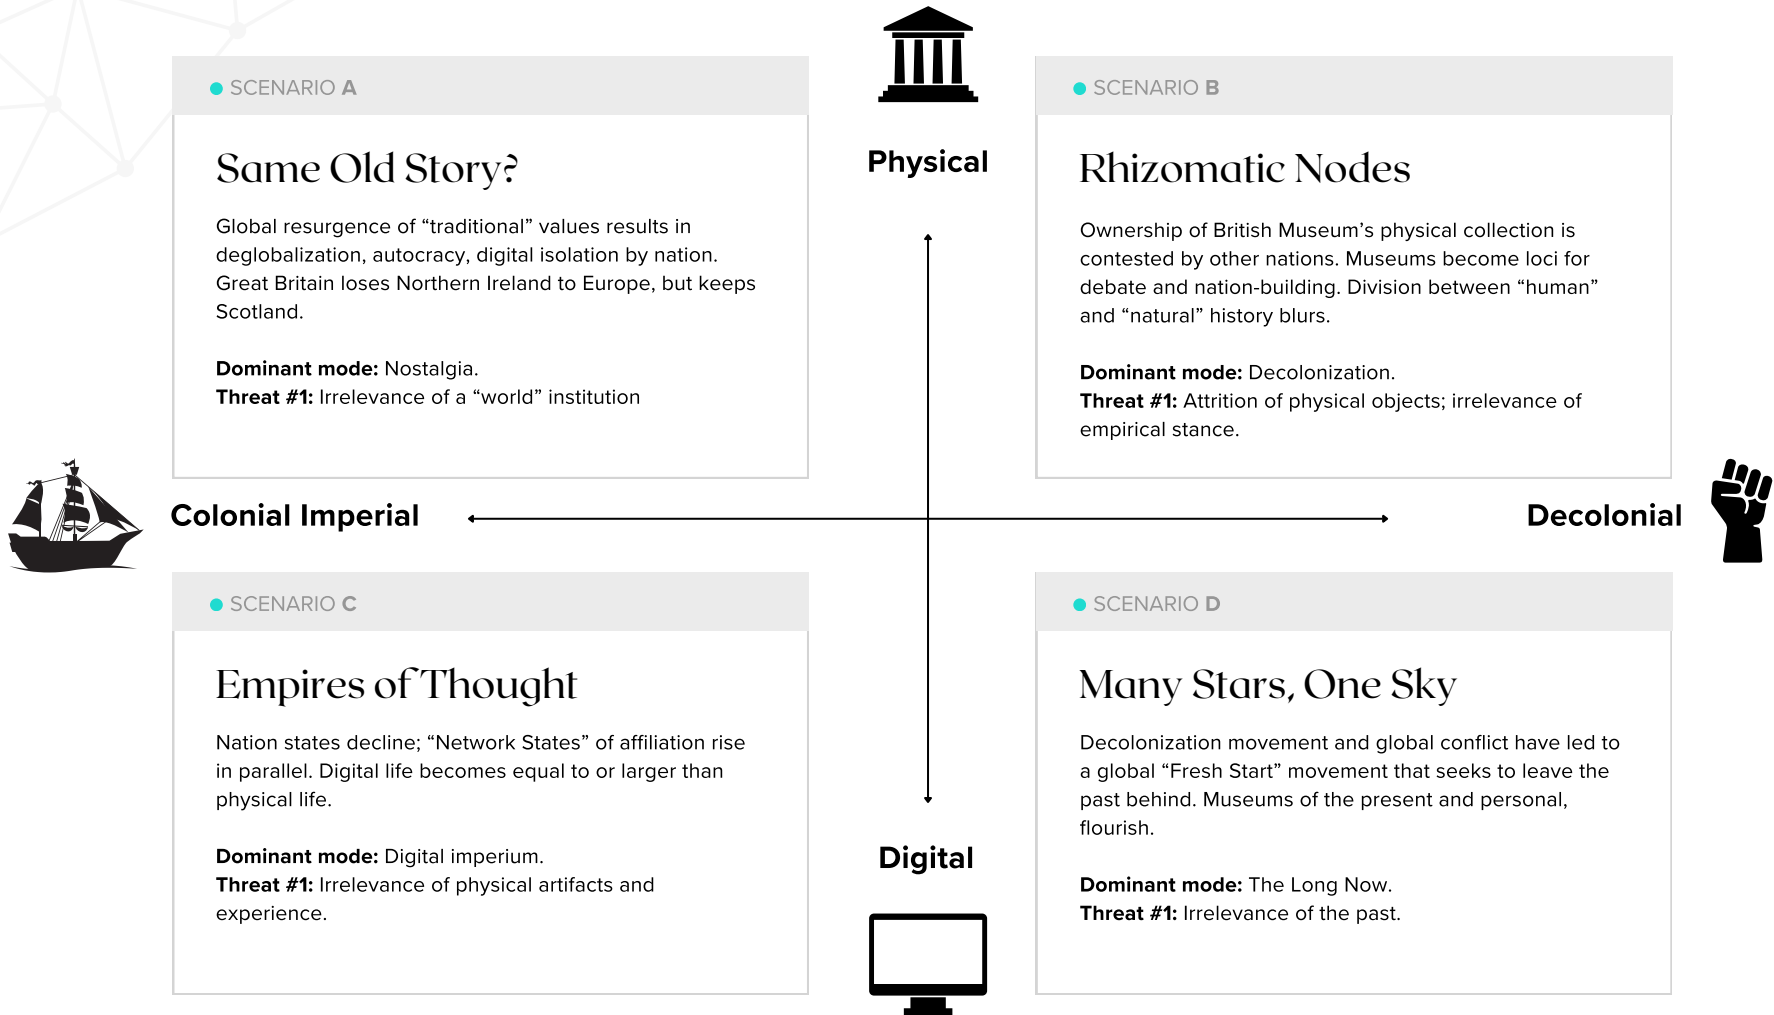 Physical
SCENARIO A
Same Old Story?
Global resurgence of “traditional” values results in
deglobalization, autocracy, digital isolation by nation.
Great Britain loses Northern Ireland to Europe, but keeps
Scotland.
Dominant mode: Nostalgia.
Threat #1: Irrelevance of a “world” institution
SCENARIO B
Rhizomatic Nodes
Ownership of British Museum’s physical collection is
contested by other nations. Museums become loci for
debate and nation-building. Division between “human”
and “natural” history blurs.
Dominant mode: Decolonization.
Threat #1: Attrition of physical objects; irrelevance of
empirical stance.
Colonial Imperial
Decolonial
SCENARIO C
Empires of Thought
Nation states decline; “Network States” of affiliation rise
in parallel. Digital life becomes equal to or larger than
physical life.
Dominant mode: Digital imperium.
Threat #1: Irrelevance of physical artifacts and
experience.
SCENARIO D
Many Stars, One Sky
Decolonization movement and global conflict have led to
a global “Fresh Start” movement that seeks to leave the
past behind. Museums of the present and personal,
flourish.
Dominant mode: The Long Now.
Threat #1: Irrelevance of the past.
Digital